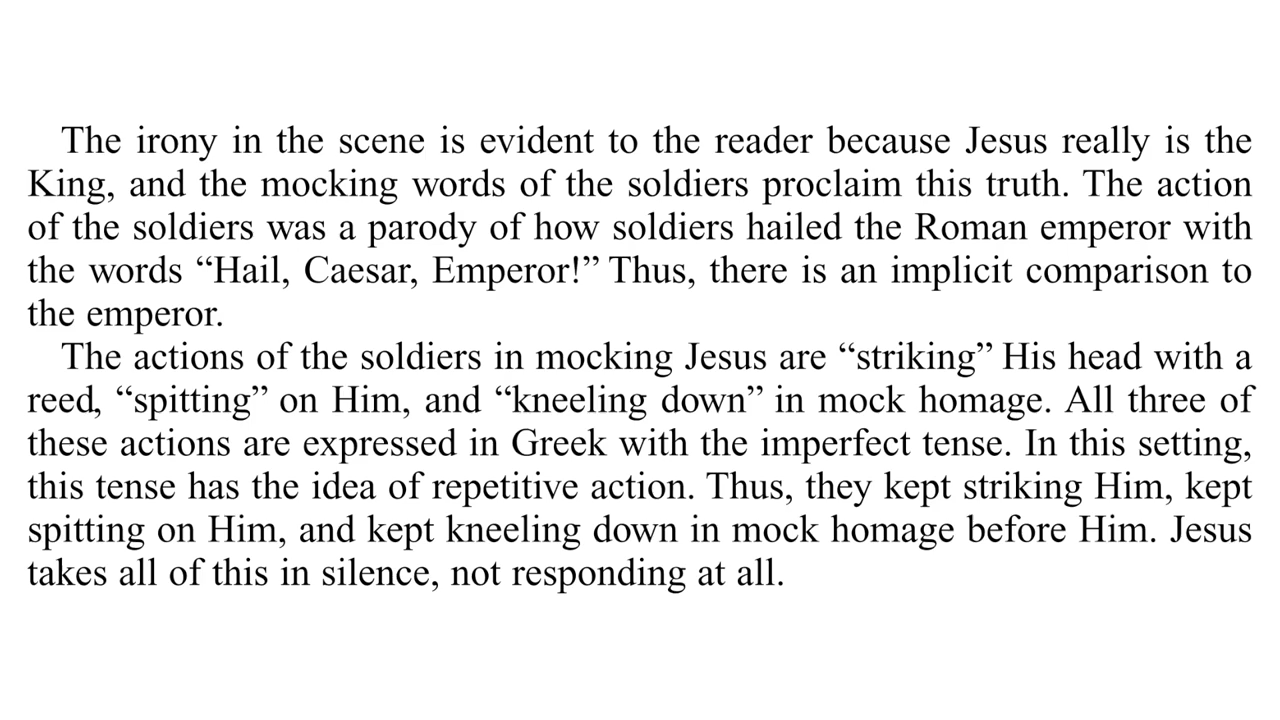 The irony in the scene is evident to the reader because Jesus really is the
King, and the mocking words of the soldiers proclaim this truth. The action
of the soldiers was a parody of how soldiers hailed the Roman emperor with
the words “Hail, Caesar, Emperor!” Thus, there is an implicit comparison to
the emperor.
The actions of the soldiers in mocking Jesus are “striking” His head with a
reed, “spitting” on Him, and “kneeling down” in mock homage. All three of
these actions are expressed in Greek with the imperfect tense. In this setting,
this tense has the idea of repetitive action. Thus, they kept striking Him, kept
spitting on Him, and kept kneeling down in mock homage before Him. Jesus
takes all of this in silence, not responding at all.